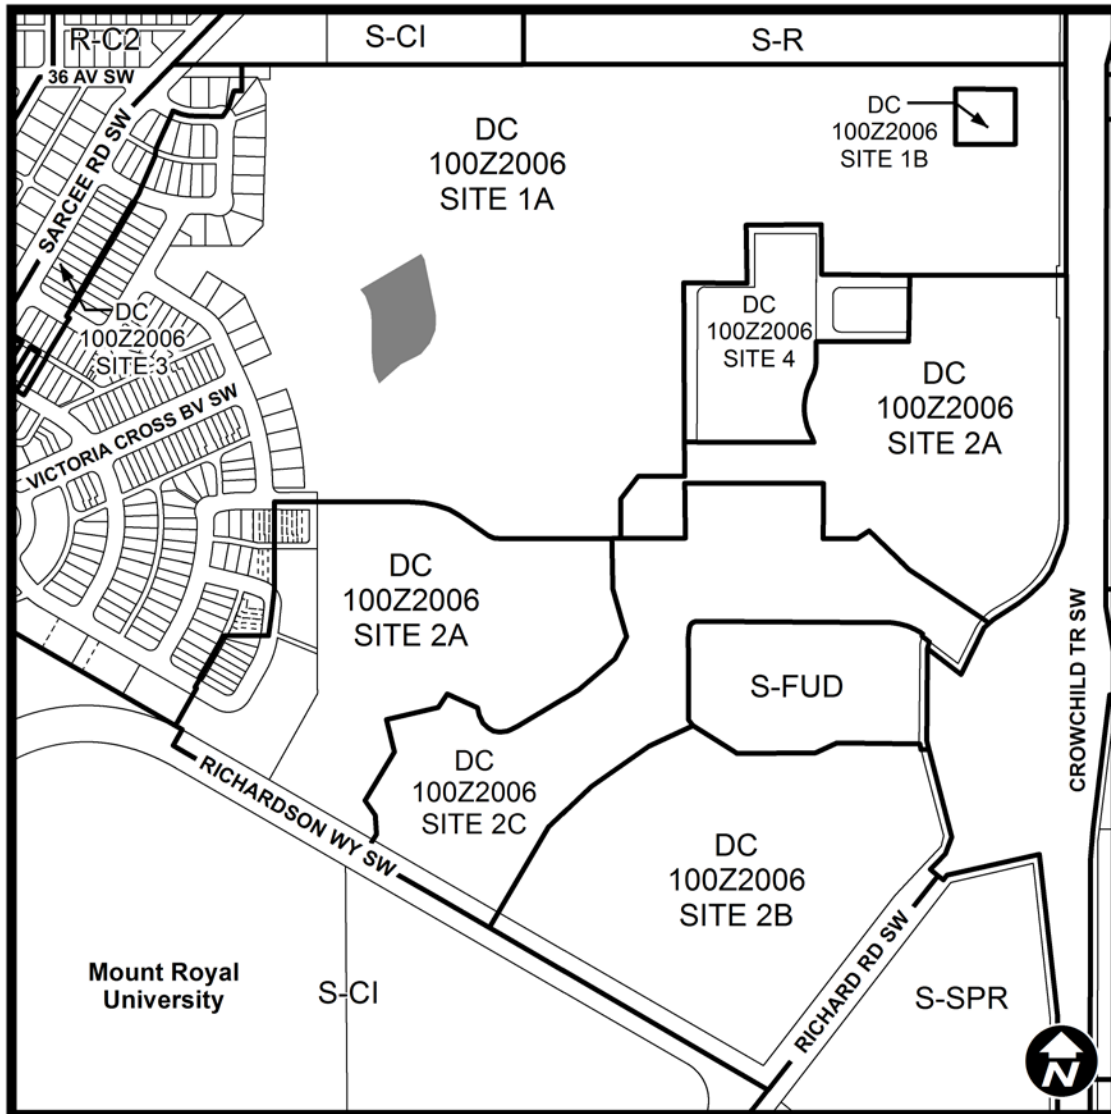 R-C2
S-CI
S-R
36 AV SW
SARCEE RD SW
DC
100Z2006
SITE 1A
DC
100Z2006
SITE 1B
DC
100Z2006
SITE 3
DC
100Z2006
SITE 4
DC
100Z2006
SITE 2A
VICTORIA CROSS BV SW
DC
100Z2006
SITE 2A
CROWCHILD TR SW
S-FUD
DC
100Z2006
SITE 2C
RICHARDSON WY SW
DC
100Z2006
SITE 2B
RICHARD RD SW
Mount Royal
University
S-CI
S-SPR
N